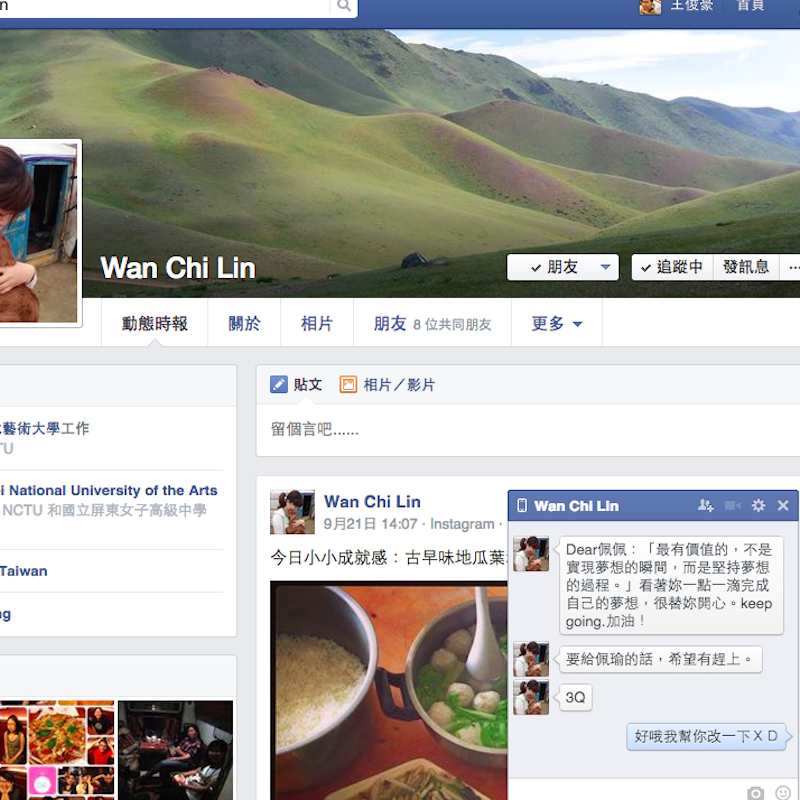 n
王俊豪 首頁
Wan Chi Lin
朋友 追蹤中 發訊息 ...
動態時報 關於 相片 朋友 8 位共同朋友 更多
貼文 相片／影片
留個言吧......
藝術大學工作
TU
i National University of the Arts
NCTU 和國立屏東女子高級中學
Taiwan
ng
Wan Chi Lin
9月21日 14:07 · Instagram ·
今日小小成就感：古早味地瓜葉
Wan Chi Lin
Dear佩佩：「最有價值的，不是
實現夢想的瞬間，而是堅持夢想
的過程。」看著妳一點一滴完成
自己的夢想，很替妳開心。keep
going.加油！
要給佩瑜的話，希望有趕上。
3Q
好哦我幫你改一下ＸＤ